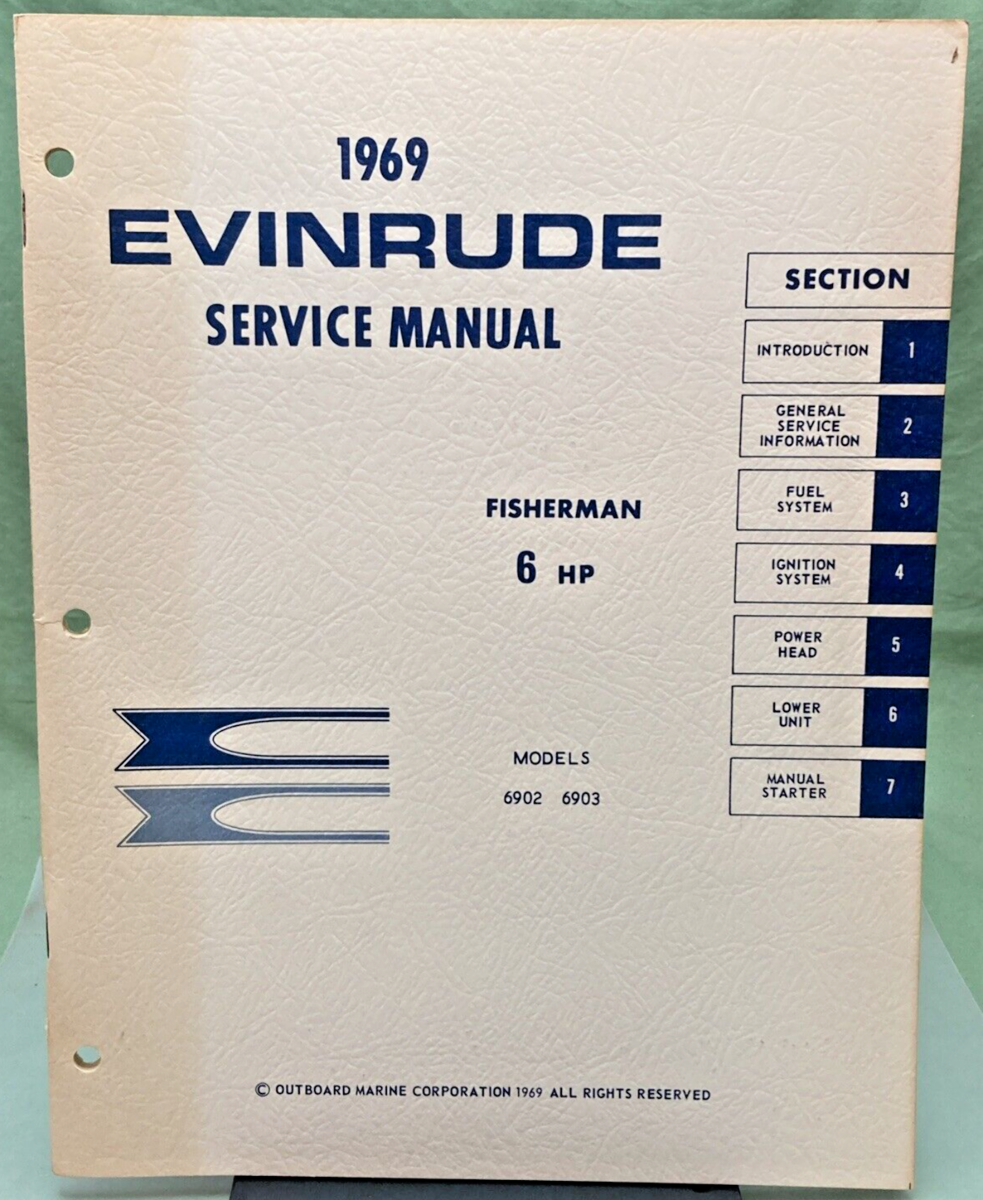 1969
EVINRUDE
SERVICE MANUAL
FISHERMAN
6 HP
MODELS
6902 6903
SECTION
INTRODUCTION 1
GENERAL
SERVICE 2
INFORMATION
FUEL
SYSTEM 3
IGNITION
SYSTEM 4
POWER
HEAD 5
LOWER
UNIT 6
MANUAL
STARTER 7
© OUTBOARD MARINE CORPORATION 1969 ALL RIGHTS RESERVED